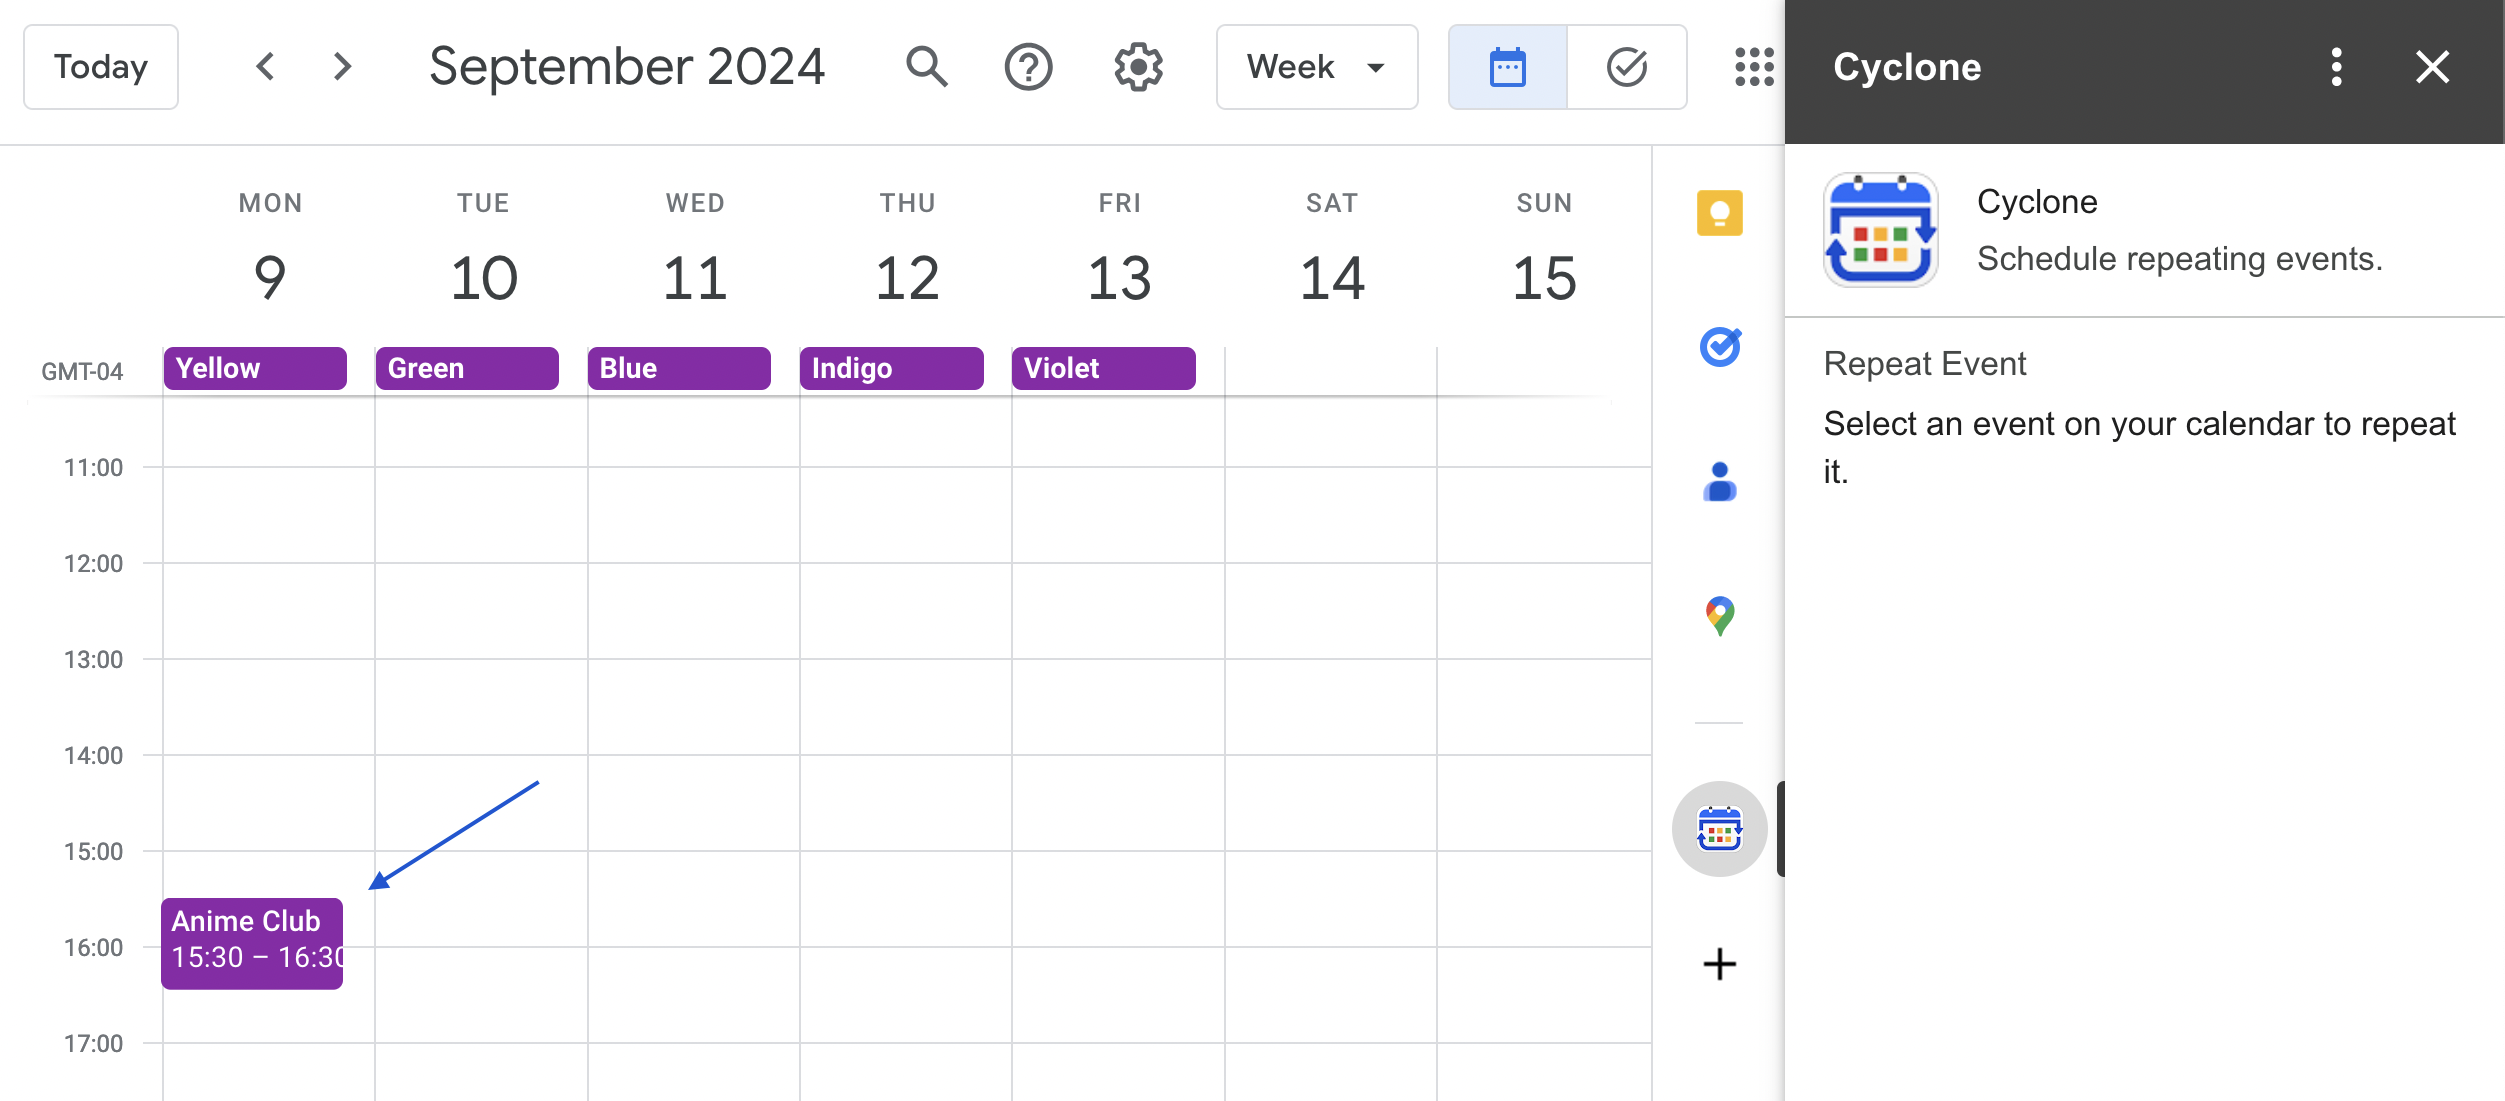 Today
September 2024
Week
Cyclone
Cyclone
Schedule repeating events.
Repeat Event
Select an event on your calendar to repeat
it.
MON TUE WED THU FRI SAT SUN
9 10 11 12 13 14 15
GMT-04 Yellow Green Blue Indigo Violet
11:00
12:00
13:00
14:00
15:00
Anime Club
15:30 – 16:30
16:00
17:00